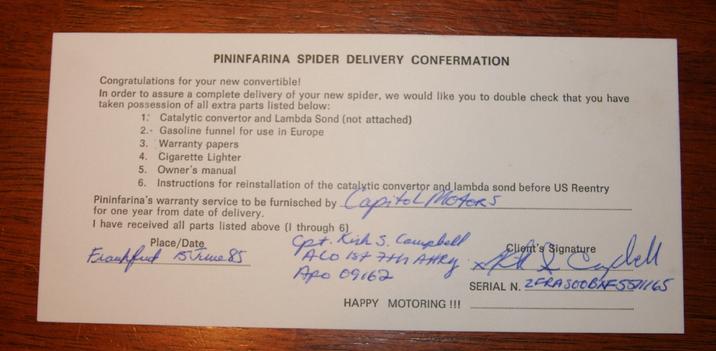 PININFARINA SPIDER DELIVERY CONFERMATION
Congratulations for your new convertible!
In order to assure a complete delivery of your new spider, we would like you to double check that you have
taken possession of all extra parts listed below:
1. Catalytic convertor and Lambda Sond (not attached)
2. Gasoline funnel for use in Europe
3. Warranty papers
4. Cigarette Lighter
5. Owner's manual
6. Instructions for reinstallation of the catalytic convertor and lambda sond before US Reentry
Pininfarina's warranty service to be furnisched by Capitol Motors
for one year from date of delivery.
I have received all parts listed above (I through 6)
Place/Date
Frankfurt 5 June 85
Cpt. Kirk S. Campbell
ACO 1st 7th
APO 09162
Client's Signature
SERIAL N.
HAPPY MOTORING !!!